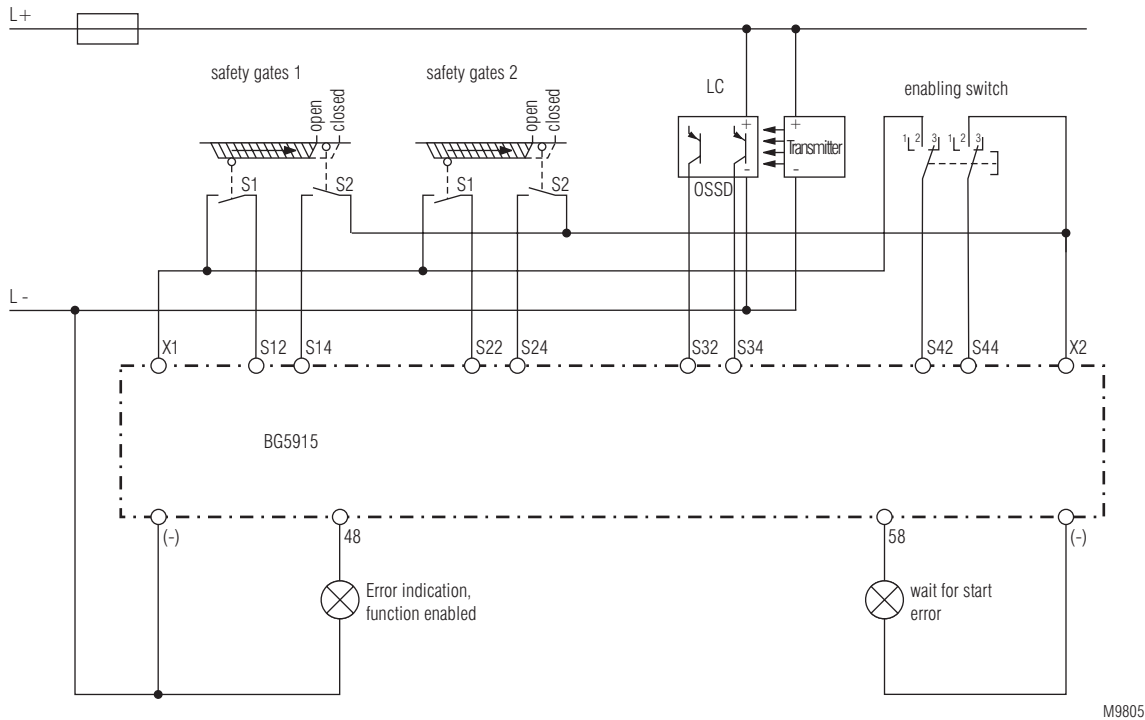 L+
safety gates 1
safety gates 2
LC
enabling switch
open
closed
open
closed
+
+
Transmitter
-
-
OSSD
1 2 3
1 2 3
S1
S2
S1
S2
L -
X1
S12
S14
S22
S24
S32
S34
S42
S44
X2
BG5915
(-)
48
58
(-)
Error indication,
function enabled
wait for start
error
M9805